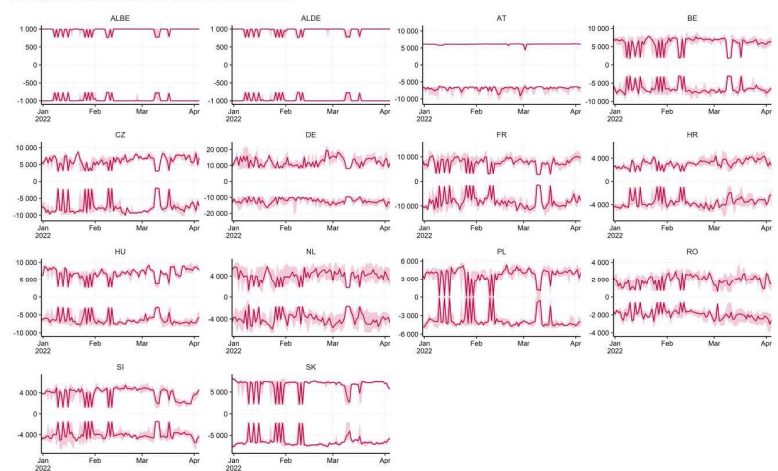 ALBE ALDE AT BE
1 000 1 000 10 000 10 000
500 500 5 000 5 000
0 0 0 0
-500 -500 -5 000 -5 000
-1 000 -1 000 -10 000 -10 000
Jan Feb Mar Apr Jan Feb Mar Apr Jan Feb Mar Apr Jan Feb Mar Apr
2022 2022 2022 2022
CZ DE FR HR
10 000 20 000 10 000 4 000
5 000 10 000 0 0
0 0 -10 000 -4 000
-5 000 -10 000
-10 000 -20 000
Jan Feb Mar Apr Jan Feb Mar Apr Jan Feb Mar Apr Jan Feb Mar Apr
2022 2022 2022 2022
HU NL PL RO
10 000 4 000 6 000 4 000
5 000 0 3 000 2 000
0 -4 000 0 0
-5 000 -3 000 -2 000
-10 000 -6 000 -4 000
Jan Feb Mar Apr Jan Feb Mar Apr Jan Feb Mar Apr Jan Feb Mar Apr
2022 2022 2022 2022
SI SK
4 000 5 000
0 0
-4 000 -5 000
Jan Feb Mar Apr Jan Feb Mar Apr
2022 2022